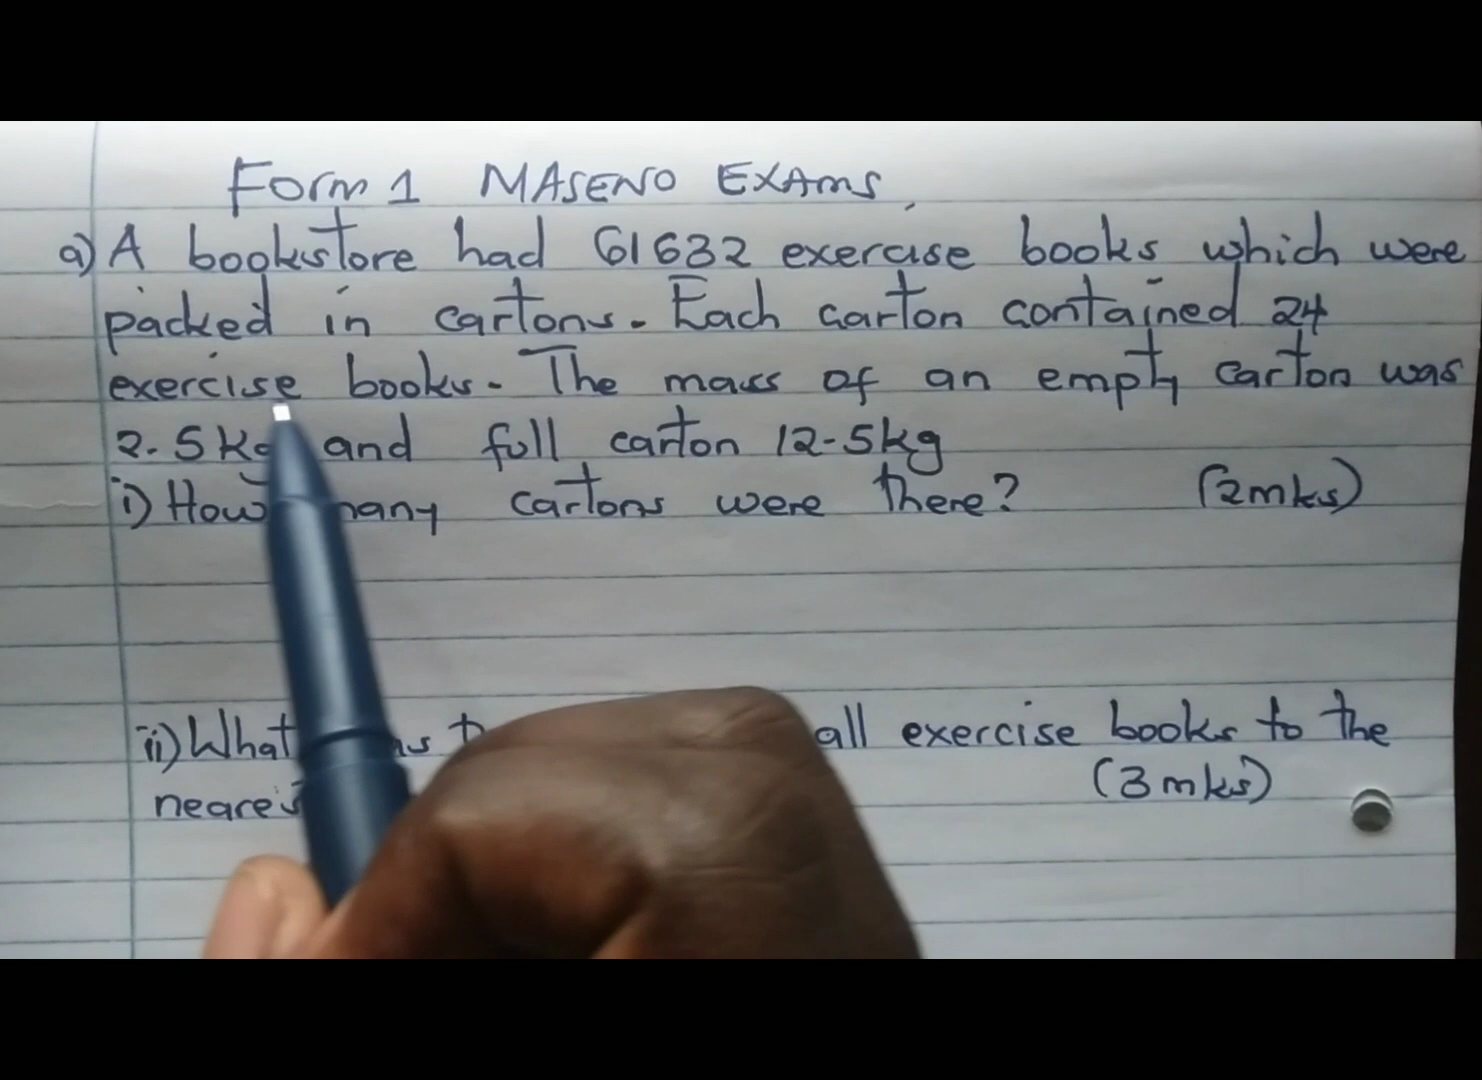 Form 1 MASENO EXAMS
a) A bookstore had 61632 exercise books which were
packed in cartons. Each carton contained 24
exercise books. The mass of an empty carton was
2.5kg and full carton 12.5kg
i) How many cartons were there? (2mks)
ii) What all exercise books to the
(3mks)